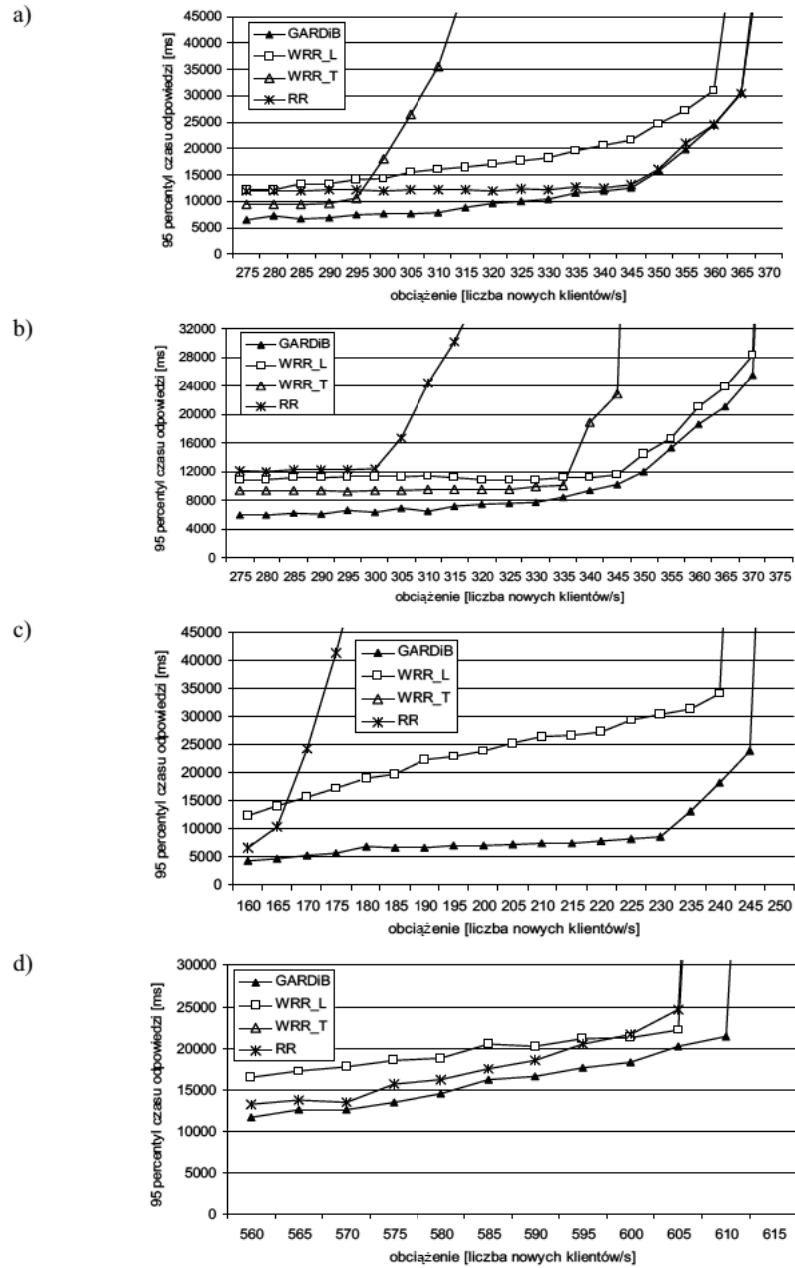 a)
45000
40000
35000
30000
25000
20000
15000
10000
5000
0
95 percentyl czasu odpowiedzi [ms]
GARDiB
WRR_L
WRR_T
RR
275 280 285 290 295 300 305 310 315 320 325 330 335 340 345 350 355 360 365 370
obciążenie [liczba nowych klientów/s]
b)
32000
28000
24000
20000
16000
12000
8000
4000
0
95 percentyl czasu odpowiedzi [ms]
GARDiB
WRR_L
WRR_T
RR
275 280 285 290 295 300 305 310 315 320 325 330 335 340 345 350 355 360 365 370 375
obciążenie [liczba nowych klientów/s]
c)
45000
40000
35000
30000
25000
20000
15000
10000
5000
0
95 percentyl czasu odpowiedzi [ms]
GARDiB
WRR_L
WRR_T
RR
160 165 170 175 180 185 190 195 200 205 210 215 220 225 230 235 240 245 250
obciążenie [liczba nowych klientów/s]
d)
30000
25000
20000
15000
10000
5000
0
95 percentyl czasu odpowiedzi [ms]
GARDiB
WRR_L
WRR_T
RR
560 565 570 575 580 585 590 595 600 605 610 615
obciążenie [liczba nowych klientów/s]